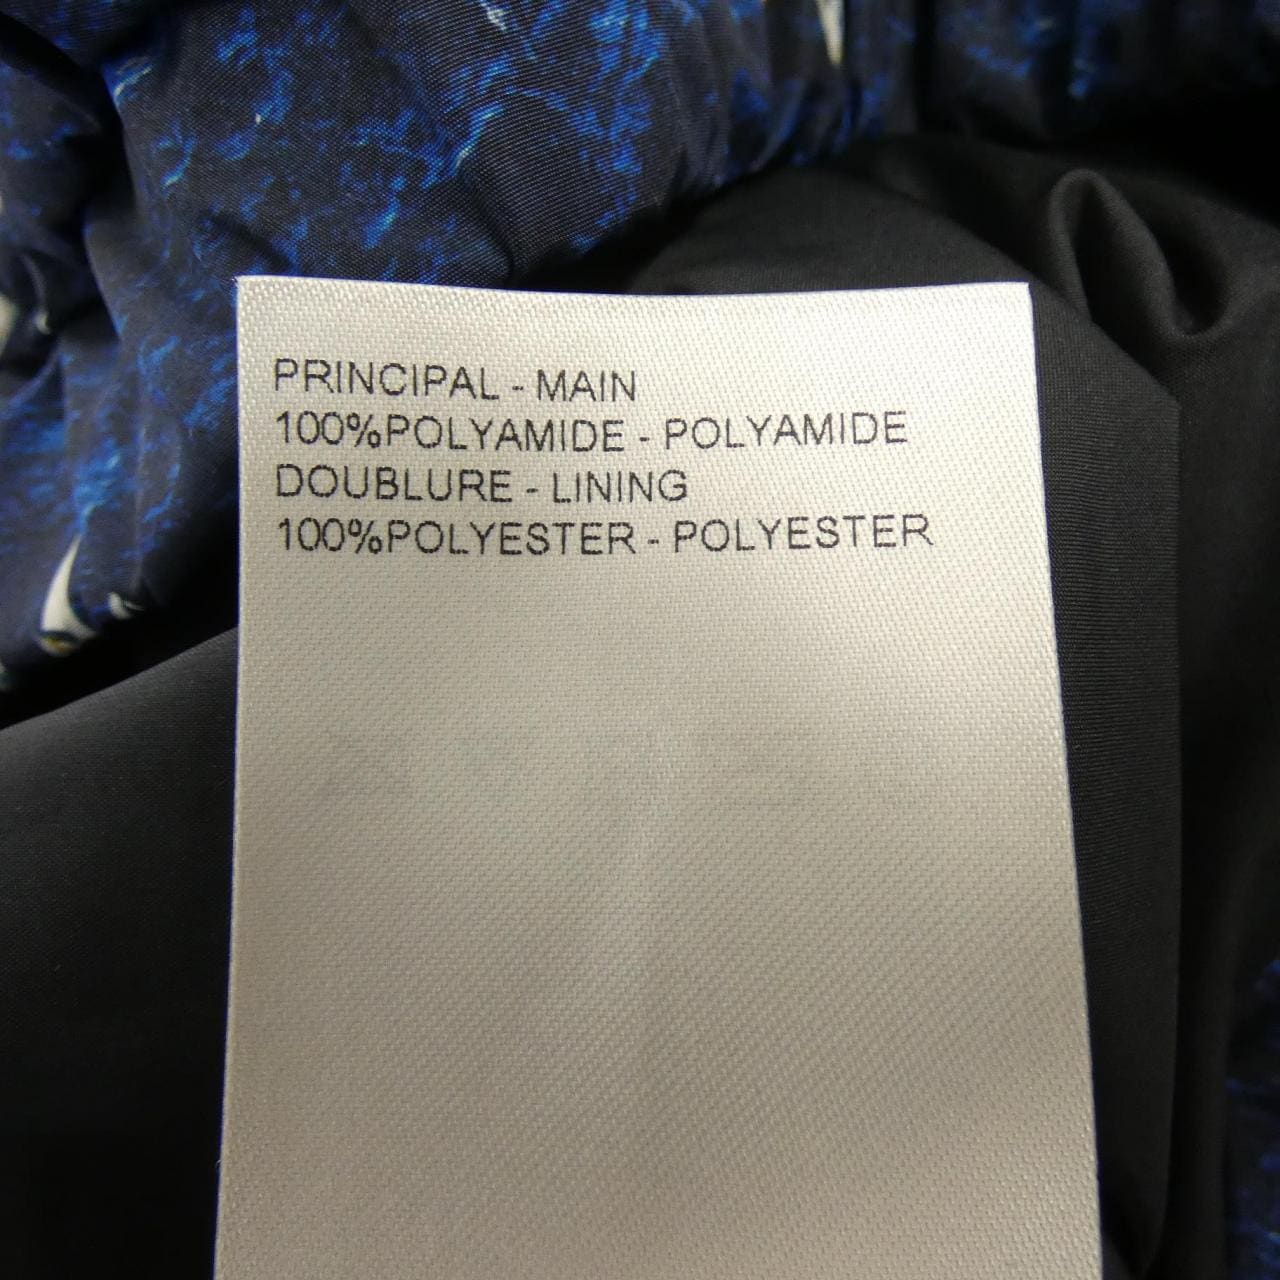 PRINCIPAL - MAIN
100%POLYAMIDE - POLYAMIDE
DOUBLURE - LINING
100%POLYESTER - POLYESTER